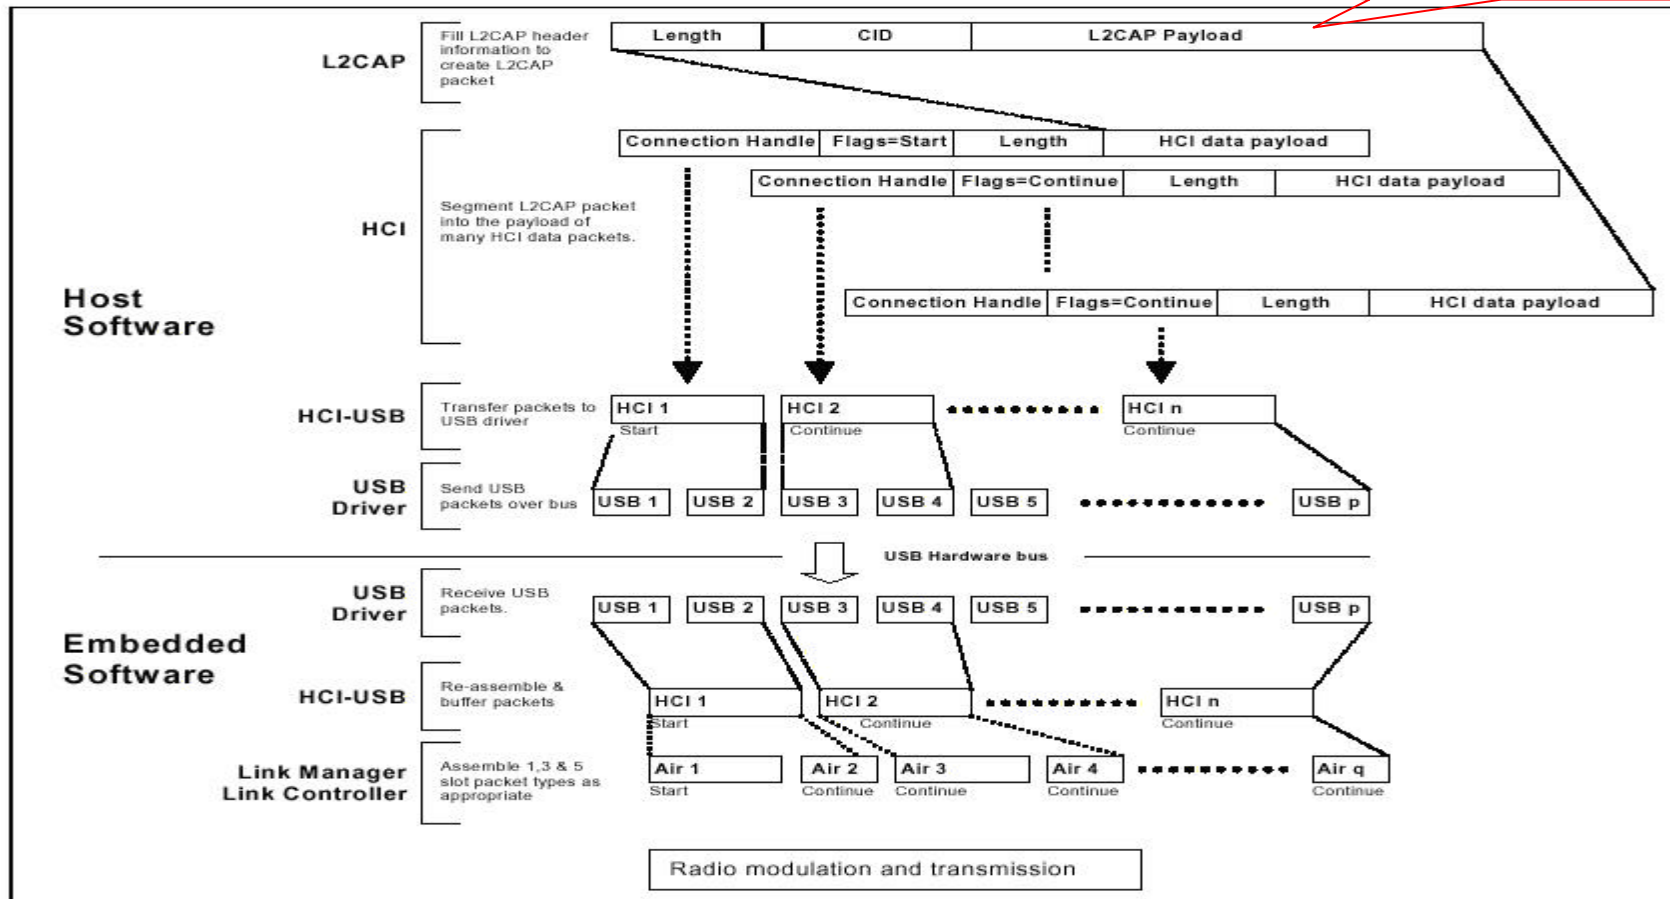 L2CAP
Fill L2CAP header
information to
create L2CAP
packet
Length CID L2CAP Payload
HCI
Segment L2CAP packet
into the payload of
many HCI data packets.
Connection Handle Flags=Start Length HCI data payload
Connection Handle Flags=Continue Length HCI data payload
Connection Handle Flags=Continue Length HCI data payload
Host
Software
HCI-USB
Transfer packets to
USB driver
HCI 1 HCI 2 HCI n
Start Continue Continue
USB
Driver
Send USB
packets over bus
USB 1 USB 2 USB 3 USB 4 USB 5 USB p
USB Hardware bus
USB
Driver
Receive USB
packets.
USB 1 USB 2 USB 3 USB 4 USB 5 USB p
Embedded
Software
HCI-USB
Re-assemble &
buffer packets
HCI 1 HCI 2 HCI n
Start Continue Continue
Link Manager
Link Controller
Assemble 1,3 & 5
slot packet types as
appropriate
Air 1 Air 2 Air 3 Air 4 Air q
Start Continue Continue Continue Continue
Radio modulation and transmission